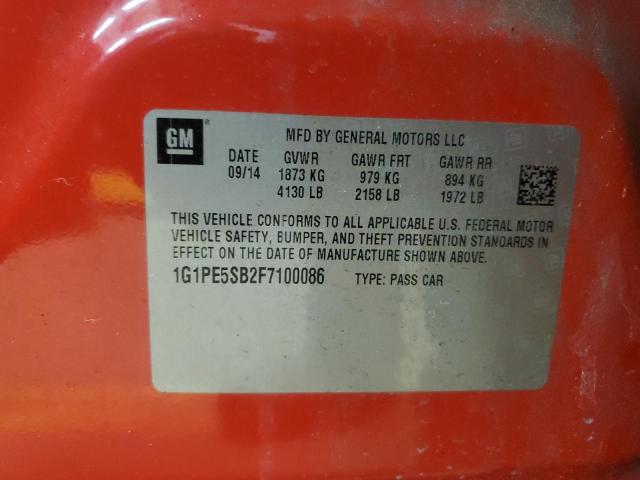 GM ®
MFD BY GENERAL MOTORS LLC
DATE GVWR GAWR FRT GAWR RR
09/14 1873 KG 979 KG 894 KG
4130 LB 2158 LB 1972 LB
THIS VEHICLE CONFORMS TO ALL APPLICABLE U.S. FEDERAL MOTOR
VEHICLE SAFETY, BUMPER, AND THEFT PREVENTION STANDARDS IN
EFFECT ON THE DATE OF MANUFACTURE SHOWN ABOVE.
1G1PE5SB2F7100086 TYPE: PASS CAR